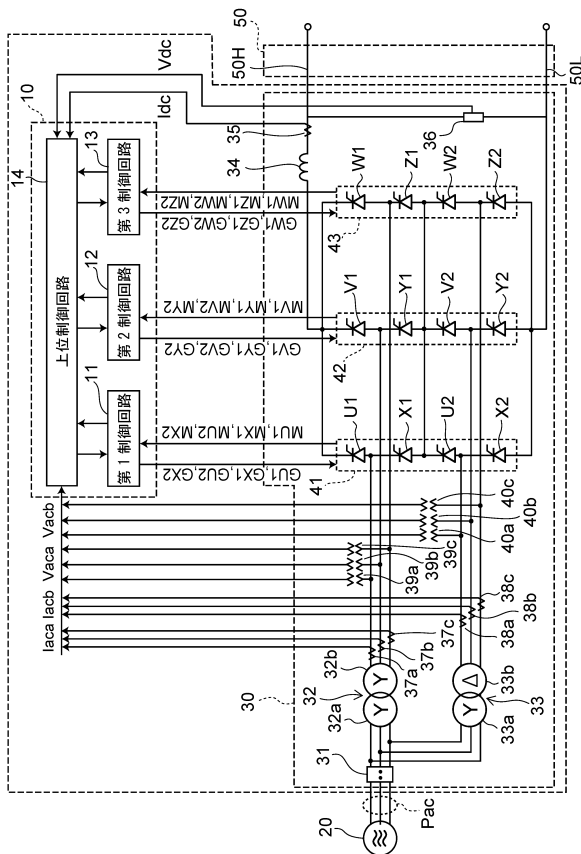 10
14
上位制御回路
11
第1制御回路
12
第2制御回路
13
第3制御回路
Vdc
Idc
Iaca
Iacb
Vaca
Vacb
GU1,GX1,GU2,GX2
MU1,MX1,MU2,MX2
GV1,GY1,GV2,GY2
MV1,MY1,MV2,MY2
GW1,GZ1,GW2,GZ2
MV1,MZ1,MW2,MZ2
30
20
Pac
31
32
32a
32b
Y
Y
33
33a
33b
Y
Δ
37a
37b
37c
38a
38b
38c
39a
39b
39c
40a
40b
40c
41
U1
X1
U2
X2
42
V1
Y1
V2
Y2
43
W1
Z1
W2
Z2
34
35
36
50
50H
50L